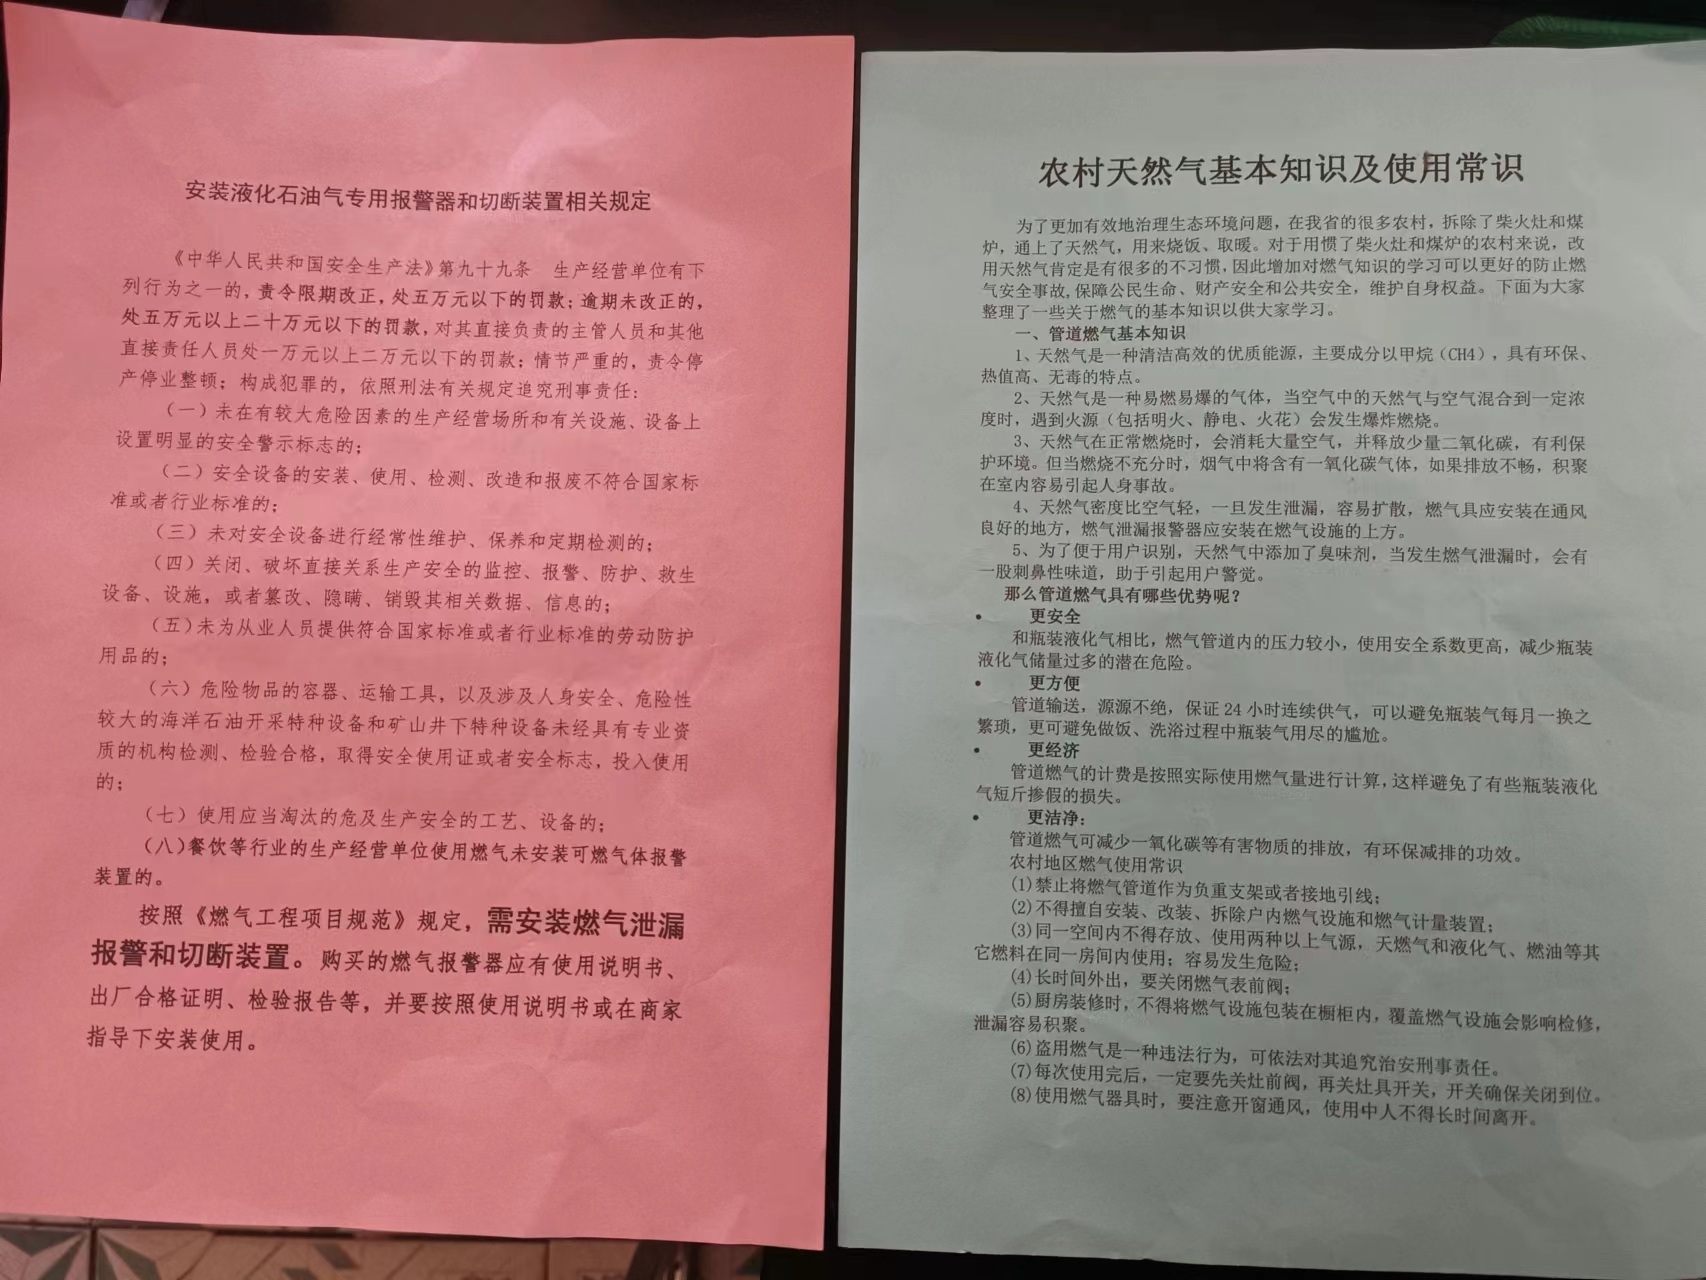 安装液化石油气专用报警器和切断装置相关规定
《中华人民共和国安全生产法》第九十九条　生产经营单位有下
列行为之一的，责令限期改正，处五万元以下的罚款；逾期未改正的，
处五万元以上二十万元以下的罚款，对其直接负责的主管人员和其他
直接责任人员处一万元以上二万元以下的罚款；情节严重的，责令停
产停业整顿；构成犯罪的，依照刑法有关规定追究刑事责任：
（一）未在有较大危险因素的生产经营场所和有关设施、设备上
设置明显的安全警示标志的；
（二）安全设备的安装、使用、检测、改造和报废不符合国家标
准或者行业标准的；
（三）未对安全设备进行经常性维护、保养和定期检测的；
（四）关闭、破坏直接关系生产安全的监控、报警、防护、救生
设备、设施，或者篡改、隐瞒、销毁其相关数据、信息的；
（五）未为从业人员提供符合国家标准或者行业标准的劳动防护
用品的；
（六）危险物品的容器、运输工具，以及涉及人身安全、危险性
较大的海洋石油开采特种设备和矿山井下特种设备未经具有专业资
质的机构检测、检验合格，取得安全使用证或者安全标志，投入使用
的；
（七）使用应当淘汰的危及生产安全的工艺、设备的；
（八）餐饮等行业的生产经营单位使用燃气未安装可燃气体报警
装置的。
按照《燃气工程项目规范》规定，需安装燃气泄漏
报警和切断装置。购买的燃气报警器应有使用说明书、
出厂合格证明、检验报告等，并要按照使用说明书或在商家
指导下安装使用。
农村天然气基本知识及使用常识
为了更加有效地治理生态环境问题，在我省的很多农村，拆除了柴火灶和煤
炉，通上了天然气，用来烧饭、取暖。对于用惯了柴火灶和煤炉的农村来说，改
用天然气肯定是有很多的不习惯，因此增加对燃气知识的学习可以更好的防止燃
气安全事故,保障公民生命、财产安全和公共安全，维护自身权益。下面为大家
整理了一些关于燃气的基本知识以供大家学习。
一、管道燃气基本知识
1、天然气是一种清洁高效的优质能源，主要成分以甲烷（CH4），具有环保、
热值高、无毒的特点。
2、天然气是一种易燃易爆的气体，当空气中的天然气与空气混合到一定浓
度时，遇到火源（包括明火、静电、火花）会发生爆炸燃烧。
3、天然气在正常燃烧时，会消耗大量空气，并释放少量二氧化碳，有利保
护环境。但当燃烧不充分时，烟气中将含有一氧化碳气体，如果排放不畅，积聚
在室内容易引起人身事故。
4、天然气密度比空气轻，一旦发生泄漏，容易扩散，燃气具应安装在通风
良好的地方，燃气泄漏报警器应安装在燃气设施的上方。
5、为了便于用户识别，天然气中添加了臭味剂，当发生燃气泄漏时，会有
一股刺鼻性味道，助于引起用户警觉。
那么管道燃气具有哪些优势呢？
• 更安全
和瓶装液化气相比，燃气管道内的压力较小，使用安全系数更高，减少瓶装
液化气储量过多的潜在危险。
• 更方便
管道输送，源源不绝，保证 24 小时连续供气，可以避免瓶装气每月一换之
繁琐，更可避免做饭、洗浴过程中瓶装气用尽的尴尬。
• 更经济
管道燃气的计费是按照实际使用燃气量进行计算，这样避免了有些瓶装液化
气短斤掺假的损失。
• 更洁净：
管道燃气可减少一氧化碳等有害物质的排放，有环保减排的功效。
农村地区燃气使用常识
(1)禁止将燃气管道作为负重支架或者接地引线；
(2)不得擅自安装、改装、拆除户内燃气设施和燃气计量装置；
(3)同一空间内不得存放、使用两种以上气源，天燃气和液化气、燃油等其
它燃料在同一房间内使用；容易发生危险；
(4)长时间外出，要关闭燃气表前阀；
(5)厨房装修时，不得将燃气设施包装在橱柜内，覆盖燃气设施会影响检修，
泄漏容易积聚。
(6)盗用燃气是一种违法行为，可依法对其追究治安刑事责任。
(7)每次使用完后，一定要先关灶前阀，再关灶具开关，开关确保关闭到位。
(8)使用燃气器具时，要注意开窗通风，使用中人不得长时间离开。